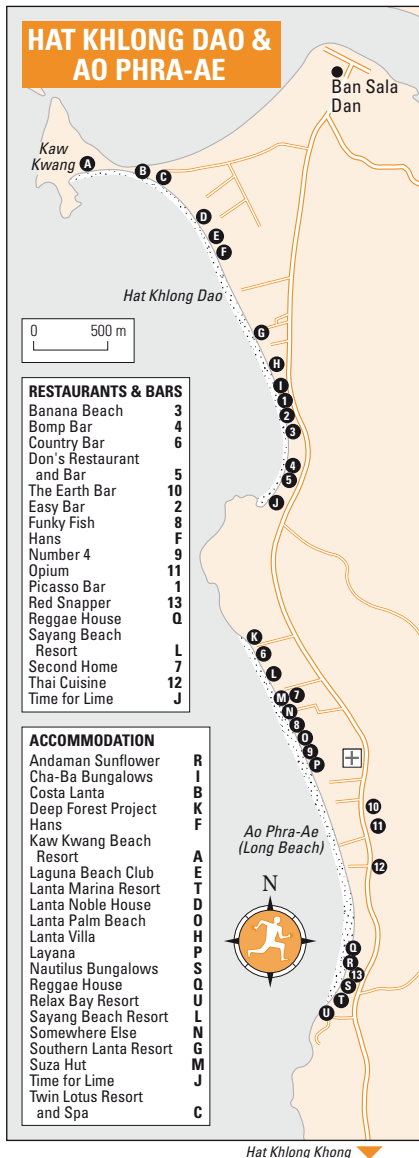 HAT KHLONG DAO &
AO PHRA-AE
Ban Sala
Dan
Kaw
Kwang
A
B
C
D
E
F
Hat Khlong Dao
0 500 m
G
H
I
1
2
3
4
5
J
RESTAURANTS & BARS
Banana Beach 3
Bomp Bar 4
Country Bar 6
Don's Restaurant
and Bar 5
The Earth Bar 10
Easy Bar 2
Funky Fish 8
Hans F
Number 4 9
Opium 11
Picasso Bar 1
Red Snapper 13
Reggae House Q
Sayang Beach
Resort L
Second Home 7
Thai Cuisine 12
Time for Lime J
K
6
L
M 7
N
8
O
9
P
10
11
12
ACCOMMODATION
Andaman Sunflower R
Cha-Ba Bungalows I
Costa Lanta B
Deep Forest Project K
Hans F
Kaw Kwang Beach
Resort A
Laguna Beach Club E
Lanta Marina Resort T
Lanta Noble House D
Lanta Palm Beach O
Lanta Villa H
Layana P
Nautilus Bungalows S
Reggae House Q
Relax Bay Resort U
Sayang Beach Resort L
Somewhere Else N
Southern Lanta Resort G
Suza Hut M
Time for Lime J
Twin Lotus Resort
and Spa C
Ao Phra-Ae
(Long Beach)
N
Q
R
13
S
T
U
Hat Khlong Khong